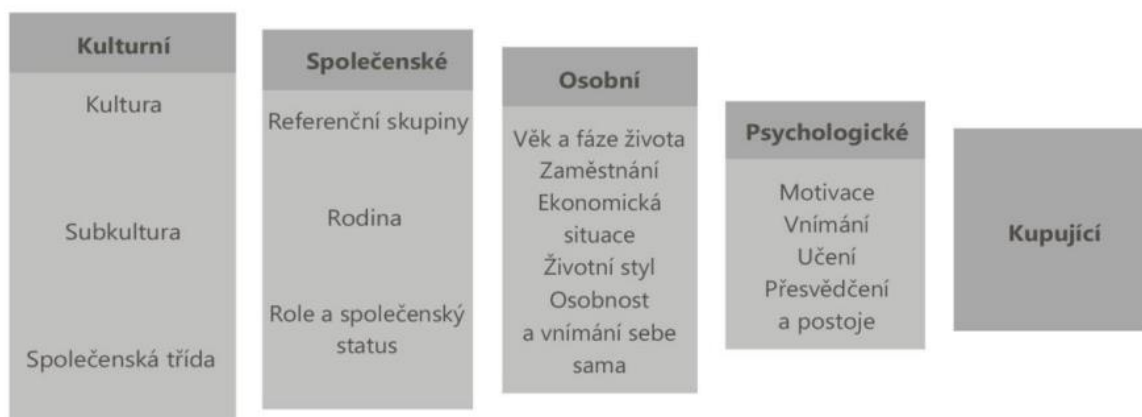 Kulturní
Kultura
Subkultura
Společenská třída
Společenské
Referenční skupiny
Rodina
Role a společenský
status
Osobní
Věk a fáze života
Zaměstnání
Ekonomická
situace
Životní styl
Osobnost
a vnímání sebe
sama
Psychologické
Motivace
Vnímání
Učení
Přesvědčení
a postoje
Kupující